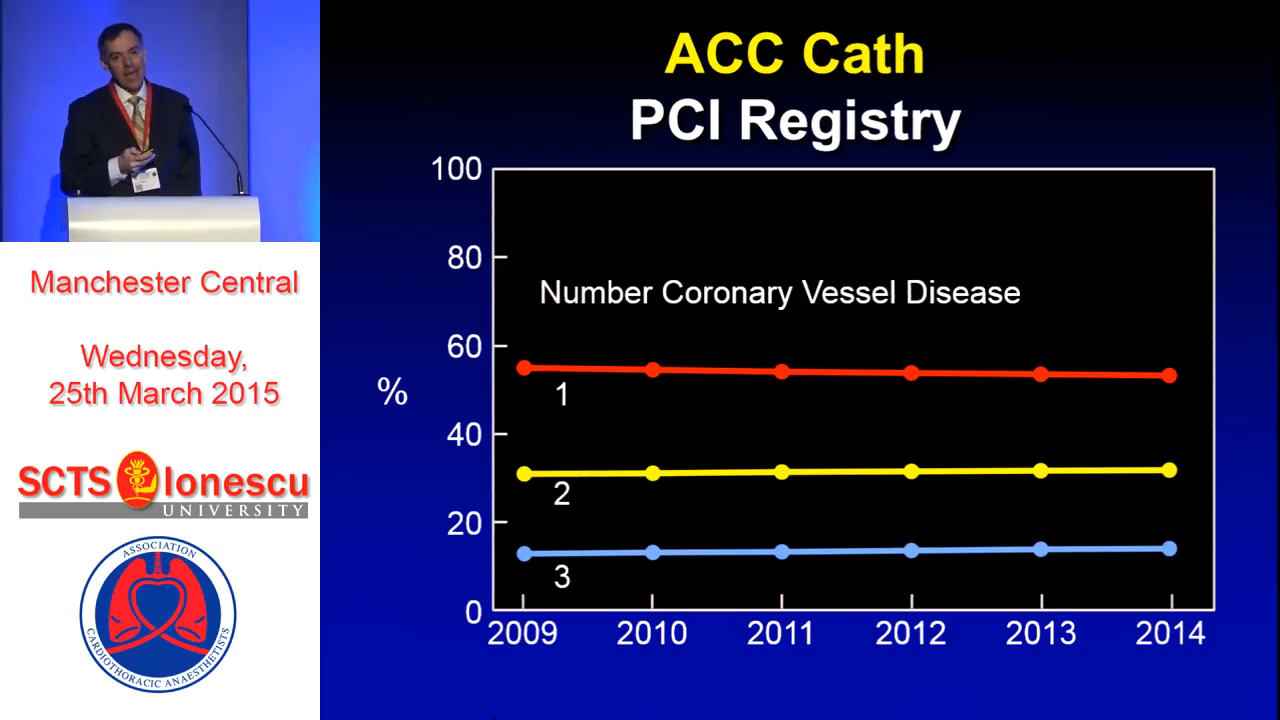 Manchester Central
Wednesday,
25th March 2015
SCTS Ionescu
UNIVERSITY
ASSOCIATION
CARDIOTHORACIC ANAESTHETISTS
ACC Cath
PCI Registry
100
80
60
40
20
0
%
Number Coronary Vessel Disease
1
2
3
2009 2010 2011 2012 2013 2014